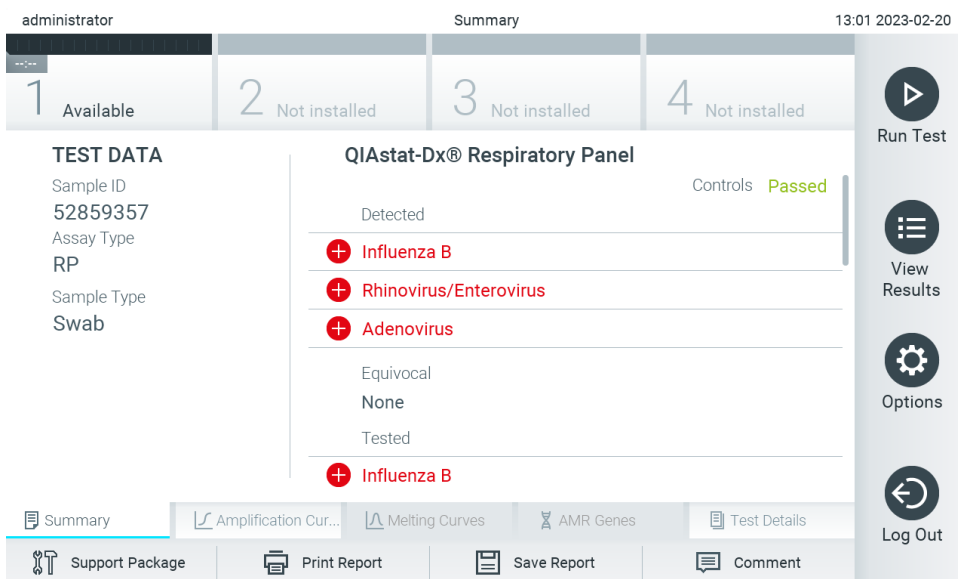 administrator Summary 13:01 2023-02-20
--:--
1 Available 2 Not installed 3 Not installed 4 Not installed
Run Test
TEST DATA
Sample ID
52859357
Assay Type
RP
Sample Type
Swab
QIAstat-Dx® Respiratory Panel
Controls Passed
Detected
Influenza B
Rhinovirus/Enterovirus
Adenovirus
Equivocal
None
Tested
Influenza B
View
Results
Options
Log Out
Summary Amplification Cur... Melting Curves AMR Genes Test Details
Support Package Print Report Save Report Comment